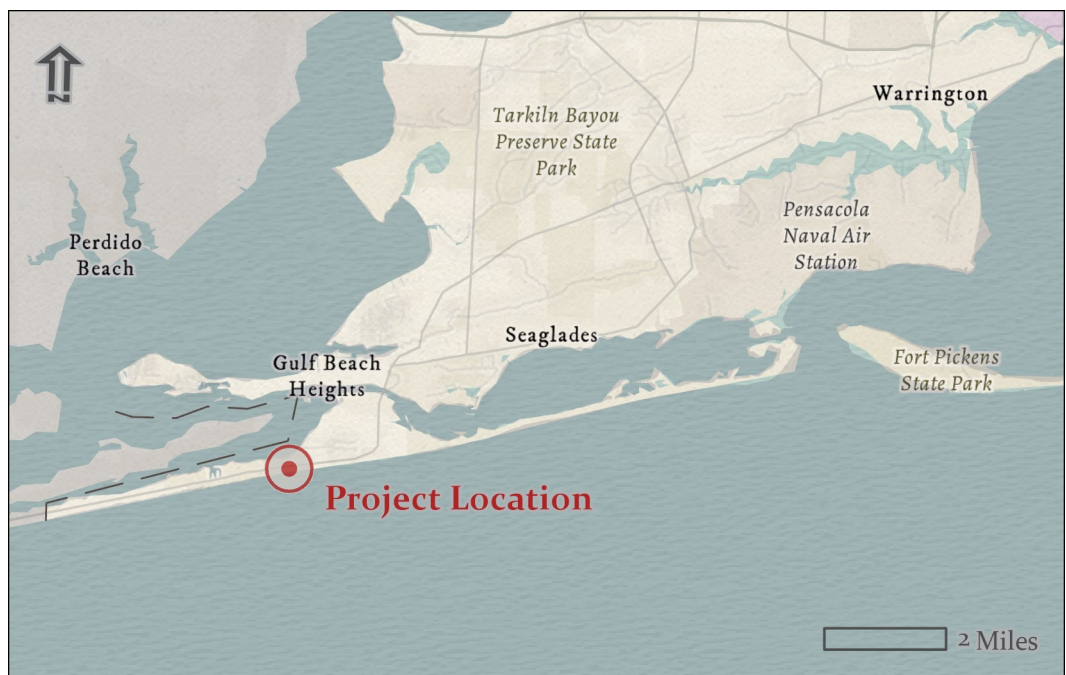 N
Warrington
Tarkiln Bayou
Preserve State
Park
Pensacola
Naval Air
Station
Perdido
Beach
Seaglades
Gulf Beach
Heights
Fort Pickens
State Park
Project Location
2 Miles